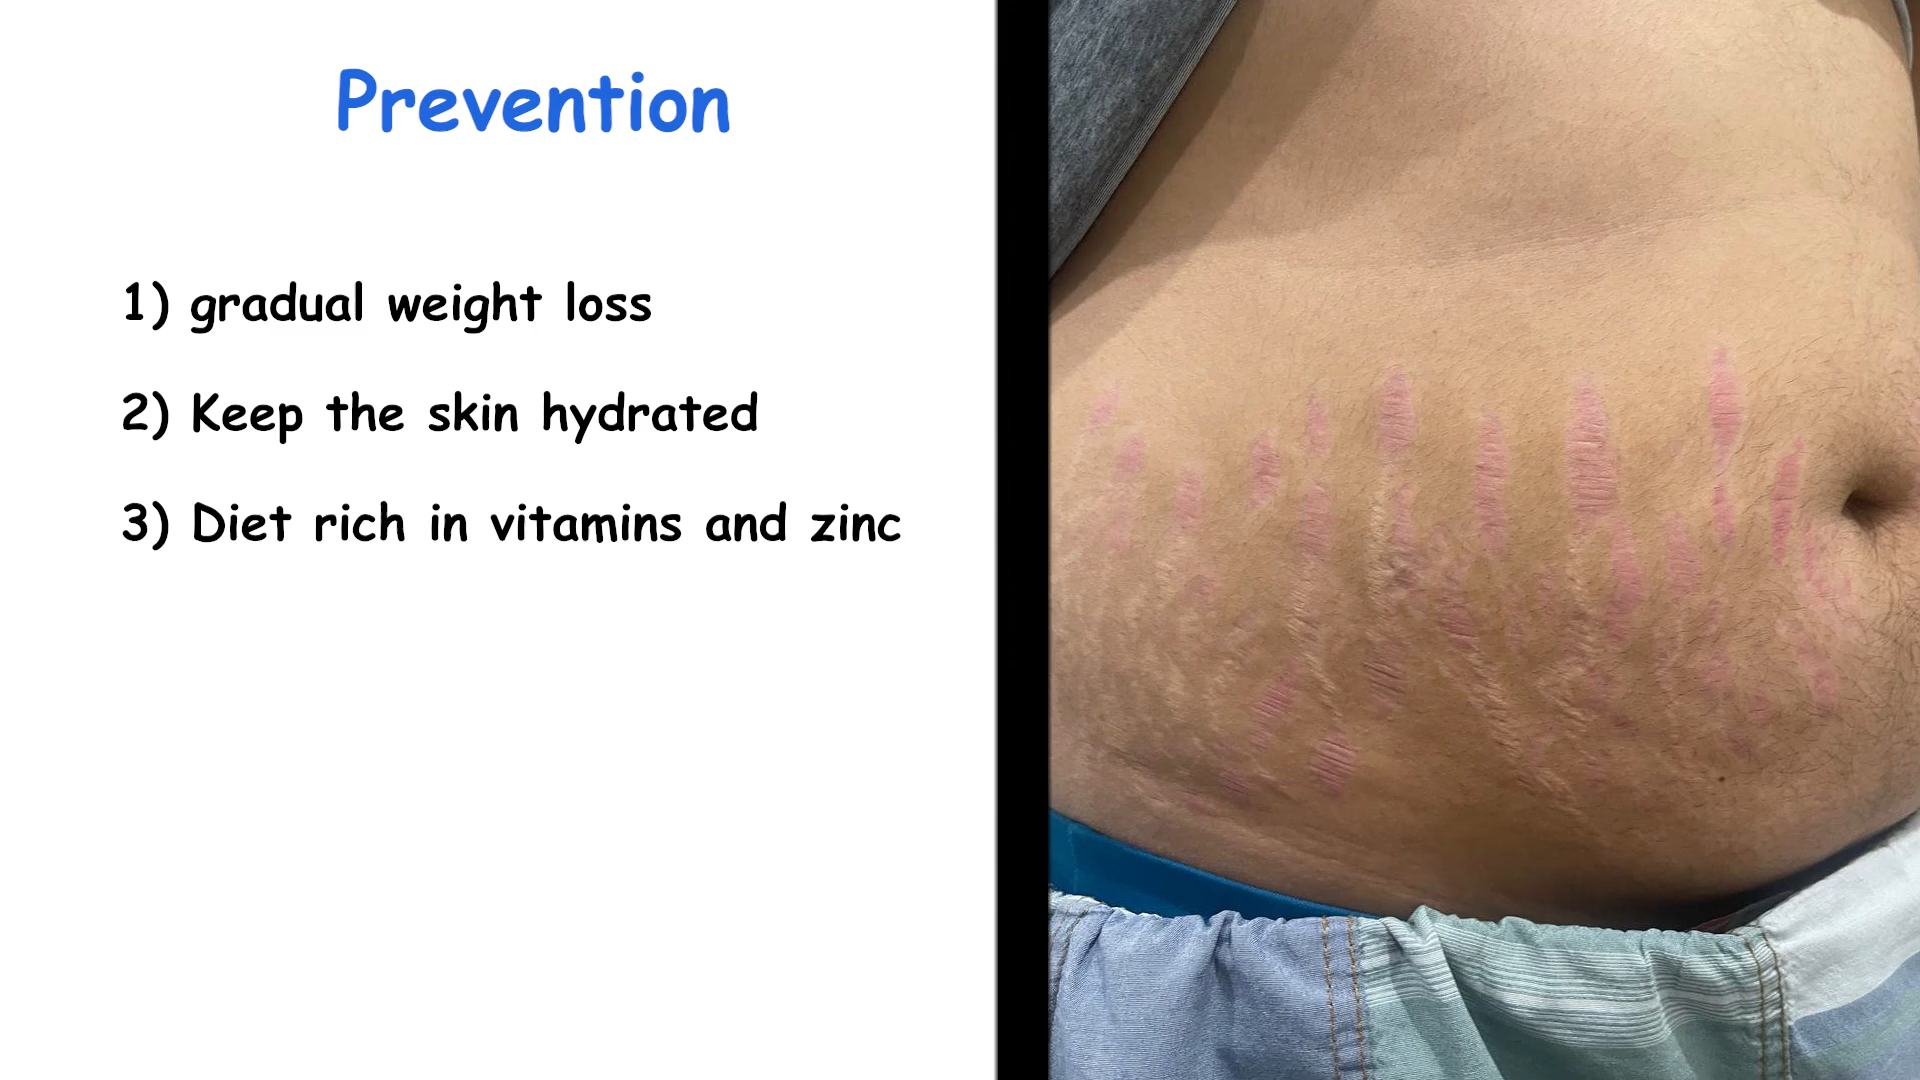 Prevention
1) gradual weight loss
2) Keep the skin hydrated
3) Diet rich in vitamins and zinc